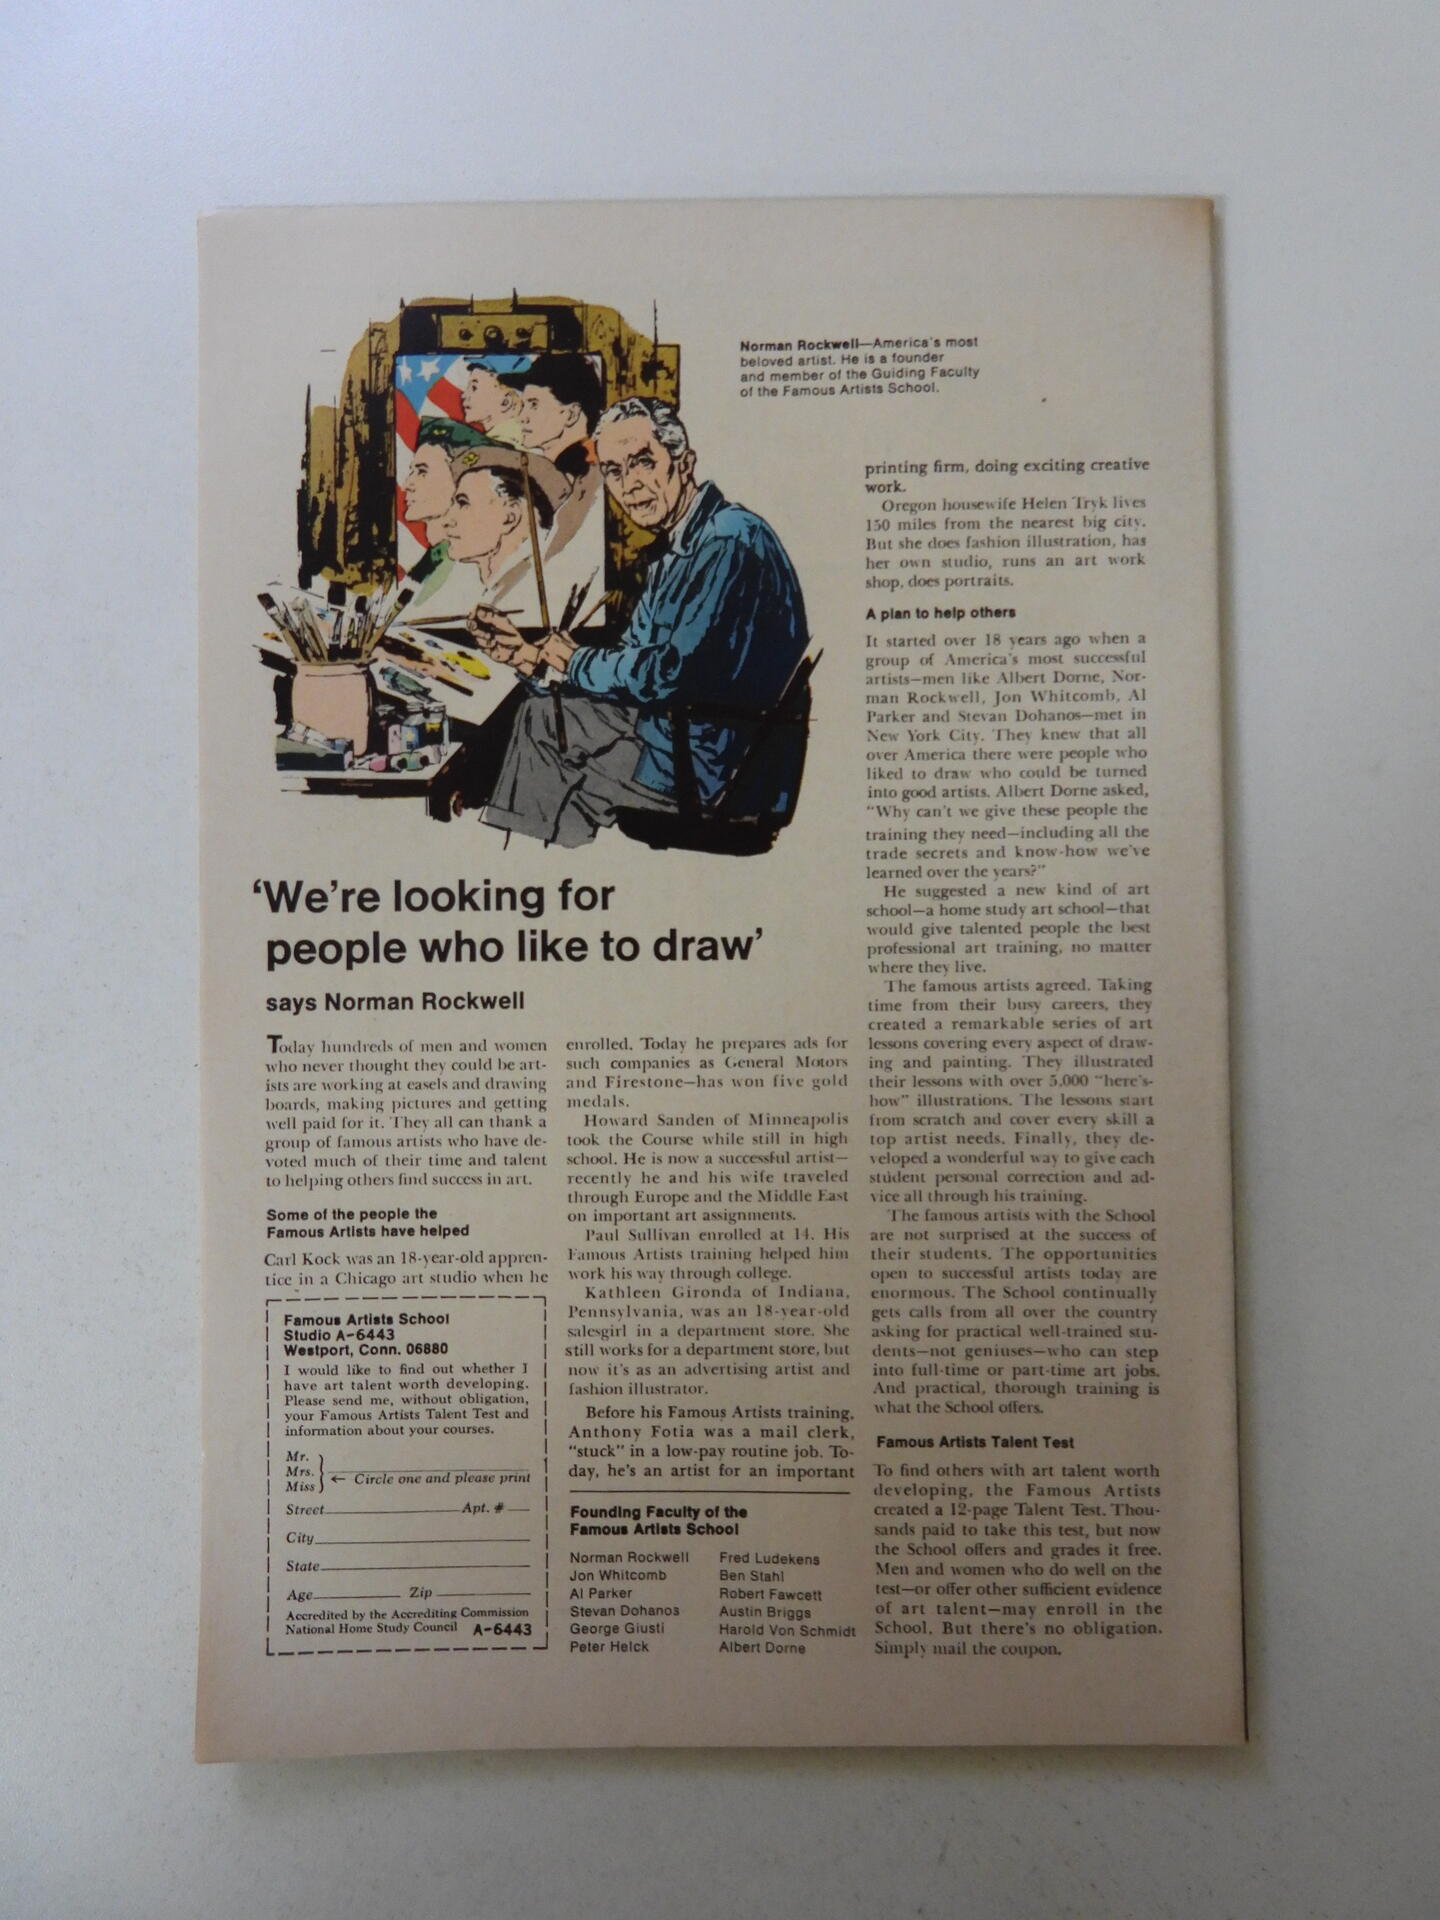 Norman Rockwell—America's most
beloved artist. He is a founder
and member of the Guiding Faculty
of the Famous Artists School.
'We're looking for
people who like to draw'
says Norman Rockwell
Today hundreds of men and women
who never thought they could be art-
ists are working at easels and drawing
boards, making pictures and getting
well paid for it. They all can thank a
group of famous artists who have de-
voted much of their time and talent
to helping others find success in art.
Some of the people the
Famous Artists have helped
Carl Kock was an 18-year-old appren-
tice in a Chicago art studio when he
enrolled. Today he prepares ads for
such companies as General Motors
and Firestone—has won five gold
medals.
Howard Sanden of Minneapolis
took the Course while still in high
school. He is now a successful artist—
recently he and his wife traveled
through Europe and the Middle East
on important art assignments.
Paul Sullivan enrolled at 14. His
Famous Artists training helped him
work his way through college.
Kathleen Gironda of Indiana,
Pennsylvania, was an 18-year-old
salesgirl in a department store. She
still works for a department store, but
now it's as an advertising artist and
fashion illustrator.
Before his Famous Artists training,
Anthony Fotia was a mail clerk,
"stuck" in a low-pay routine job. To-
day, he's an artist for an important
printing firm, doing exciting creative
work.
Oregon housewife Helen Tryk lives
150 miles from the nearest big city.
But she does fashion illustration, has
her own studio, runs an art work
shop, does portraits.
A plan to help others
It started over 18 years ago when a
group of America's most successful
artists—men like Albert Dorne, Nor-
man Rockwell, Jon Whitcomb, Al
Parker and Stevan Dohanos—met in
New York City. They knew that all
over America there were people who
liked to draw who could be turned
into good artists. Albert Dorne asked,
"Why can't we give these people the
training they need—including all the
trade secrets and know-how we've
learned over the years?"
He suggested a new kind of art
school—a home study art school—that
would give talented people the best
professional art training, no matter
where they live.
The famous artists agreed. Taking
time from their busy careers, they
created a remarkable series of art
lessons covering every aspect of draw-
ing and painting. They illustrated
their lessons with over 5,000 "here's-
how" illustrations. The lessons start
from scratch and cover every skill a
top artist needs. Finally, they de-
veloped a wonderful way to give each
student personal correction and ad-
vice all through his training.
The famous artists with the School
are not surprised at the success of
their students. The opportunities
open to successful artists today are
enormous. The School continually
gets calls from all over the country
asking for practical well-trained stu-
dents—not geniuses—who can step
into full-time or part-time art jobs.
And practical, thorough training is
what the School offers.
Famous Artists Talent Test
To find others with art talent worth
developing, the Famous Artists
created a 12-page Talent Test. Thou-
sands paid to take this test, but now
the School offers and grades it free.
Men and women who do well on the
test—or offer other sufficient evidence
of art talent—may enroll in the
School. But there's no obligation.
Simply mail the coupon.
Famous Artists School
Studio A-6443
Westport, Conn. 06880
I would like to find out whether I
have art talent worth developing.
Please send me, without obligation,
your Famous Artists Talent Test and
information about your courses.
Mr.
Mrs. ← Circle one and please print
Miss
Street Apt. #
City
State
Age Zip
Accredited by the Accrediting Commission
National Home Study Council A-6443
Founding Faculty of the
Famous Artists School
Norman Rockwell
Jon Whitcomb
Al Parker
Stevan Dohanos
George Giusti
Peter Helck
Fred Ludekens
Ben Stahl
Robert Fawcett
Austin Briggs
Harold Von Schmidt
Albert Dorne